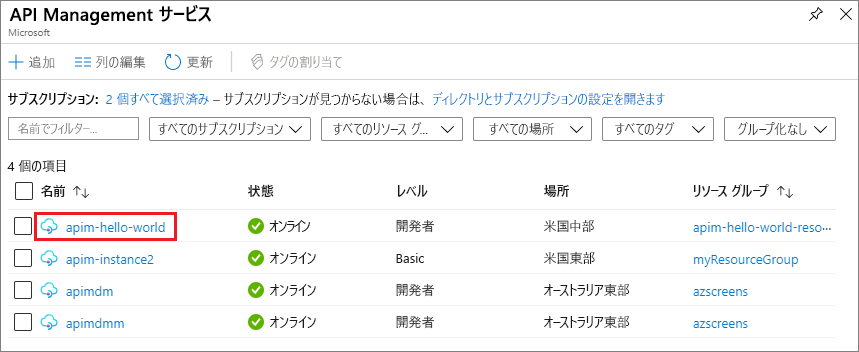 API Management サービス
Microsoft
追加 列の編集 更新 タグの割り当て
サブスクリプション: 2 個すべて選択済み – サブスクリプションが見つからない場合は、ディレクトリとサブスクリプションの設定を開きます
名前でフィルター... すべてのサブスクリプション すべてのリソース グ... すべての場所 すべてのタグ グループ化なし
4 個の項目
名前 状態 レベル 場所 リソース グループ
apim-hello-world オンライン 開発者 米国中部 apim-hello-world-reso...
apim-instance2 オンライン Basic 米国東部 myResourceGroup
apimdm オンライン 開発者 オーストラリア東部 azscreens
apimdmm オンライン 開発者 オーストラリア東部 azscreens